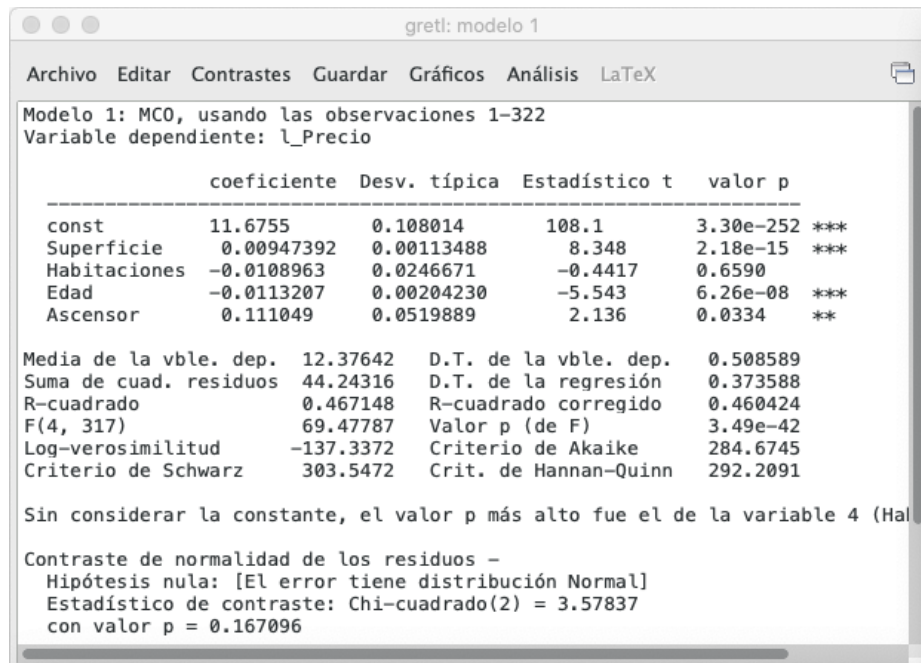 gretl: modelo 1
Archivo Editar Contrastes Guardar Gráficos Análisis LaTeX
Modelo 1: MCO, usando las observaciones 1-322
Variable dependiente: l_Precio
coeficiente Desv. típica Estadístico t valor p
const 11.6755 0.108014 108.1 3.30e-252 ***
Superficie 0.00947392 0.00113488 8.348 2.18e-15 ***
Habitaciones -0.0108963 0.0246671 -0.4417 0.6590
Edad -0.0113207 0.00204230 -5.543 6.26e-08 ***
Ascensor 0.111049 0.0519889 2.136 0.0334 **
Media de la vble. dep. 12.37642 D.T. de la vble. dep. 0.508589
Suma de cuad. residuos 44.24316 D.T. de la regresión 0.373588
R-cuadrado 0.467148 R-cuadrado corregido 0.460424
F(4, 317) 69.47787 Valor p (de F) 3.49e-42
Log-verosimilitud -137.3372 Criterio de Akaike 284.6745
Criterio de Schwarz 303.5472 Crit. de Hannan-Quinn 292.2091
Sin considerar la constante, el valor p más alto fue el de la variable 4 (Hab
Contraste de normalidad de los residuos -
Hipótesis nula: [El error tiene distribución Normal]
Estadístico de contraste: Chi-cuadrado(2) = 3.57837
con valor p = 0.167096